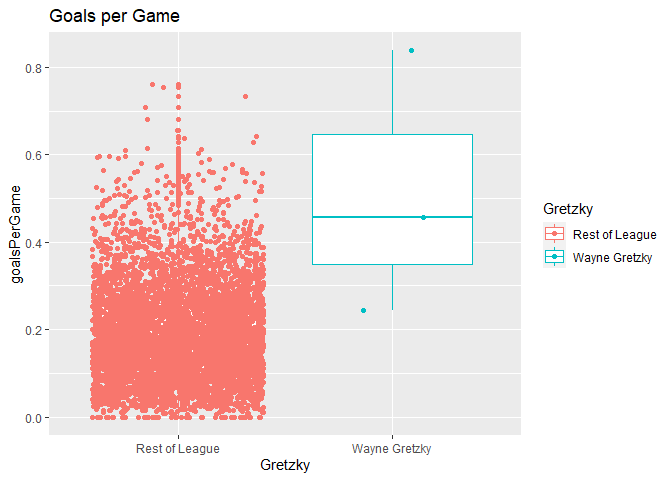 Goals per Game
goalsPerGame
0.8
0.6
0.4
0.2
0.0
Rest of League
Wayne Gretzky
Gretzky
Gretzky
Rest of League
Wayne Gretzky